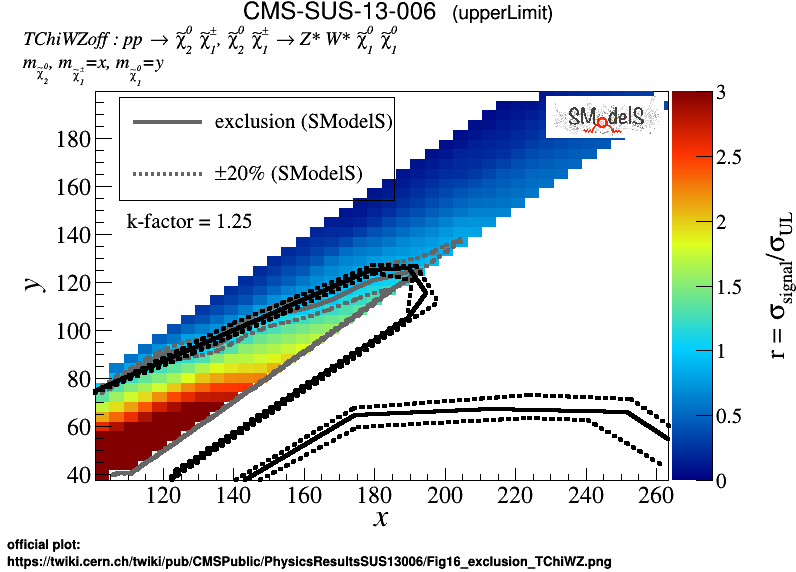 CMS-SUS-13-006 (upperLimit)
TChiWZoff : pp → χ̃₂⁰ χ̃₁±, χ̃₂⁰ χ̃₁± → Z* W* χ̃₁⁰ χ̃₁⁰
m_χ̃₂⁰, m_χ̃₁±=x, m_χ̃₁⁰=y
exclusion (SModelS)
±20% (SModelS)
k-factor = 1.25
SModelS
y
180
160
140
120
100
80
60
40
120 140 160 180 200 220 240 260
x
3
2.5
2
1.5
1
0.5
0
r = σ_signal/σ_UL
official plot:
https://twiki.cern.ch/twiki/pub/CMSPublic/PhysicsResultsSUS13006/Fig16_exclusion_TChiWZ.png